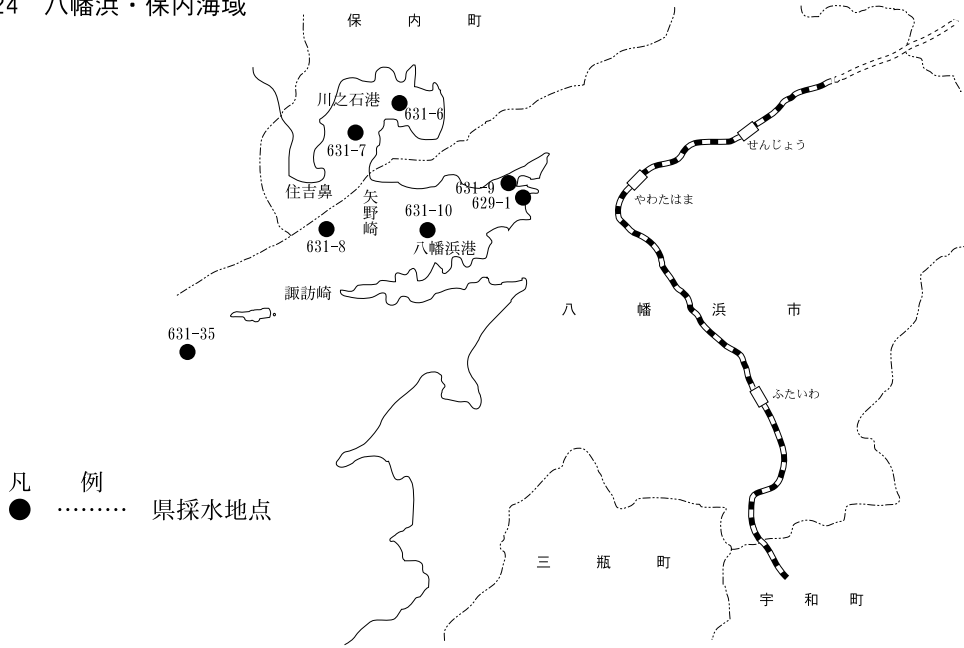 24 八幡浜・保内海域
保内町
川之石港
631-6
631-7
せんじょう
住吉鼻
矢野崎
631-9
629-1
やわたはま
631-10
631-8
八幡浜港
諏訪崎
八幡浜市
631-35
ふたいわ
凡例
● ……… 県採水地点
三瓶町
宇和町